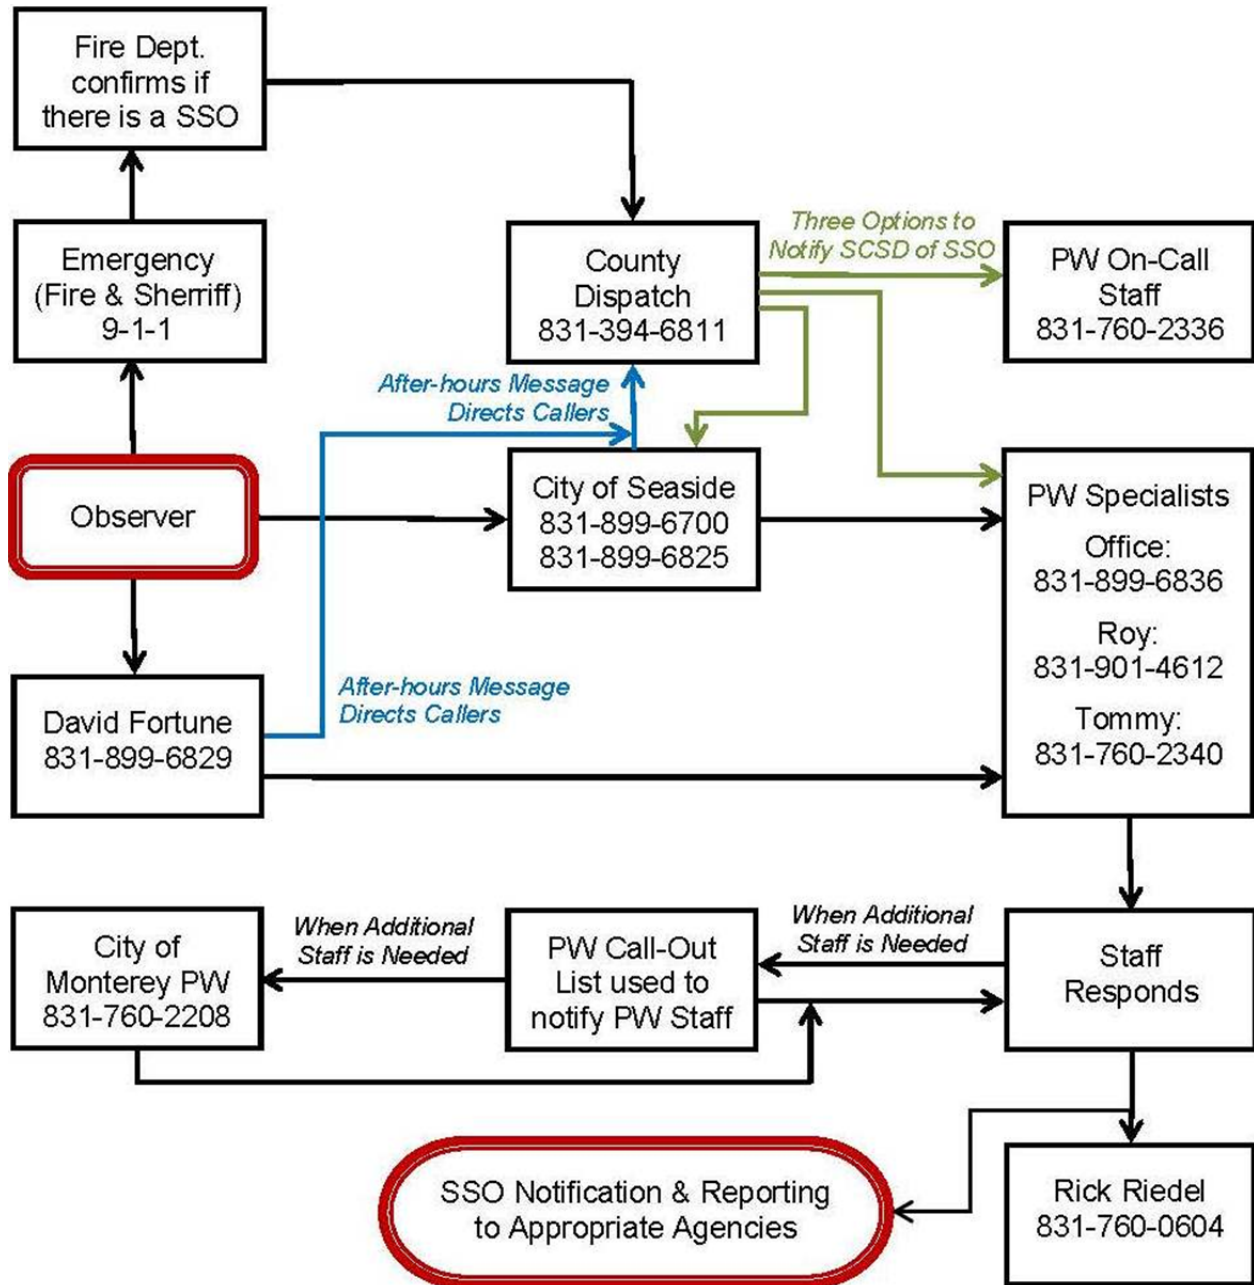 Fire Dept.
confirms if
there is a SSO
Emergency
(Fire & Sherriff)
9-1-1
County
Dispatch
831-394-6811
Three Options to
Notify SCSD of SSO
PW On-Call
Staff
831-760-2336
After-hours Message
Directs Callers
Observer
City of Seaside
831-899-6700
831-899-6825
PW Specialists
Office:
831-899-6836
Roy:
831-901-4612
Tommy:
831-760-2340
David Fortune
831-899-6829
After-hours Message
Directs Callers
City of
Monterey PW
831-760-2208
When Additional
Staff is Needed
PW Call-Out
List used to
notify PW Staff
When Additional
Staff is Needed
Staff
Responds
SSO Notification & Reporting
to Appropriate Agencies
Rick Riedel
831-760-0604